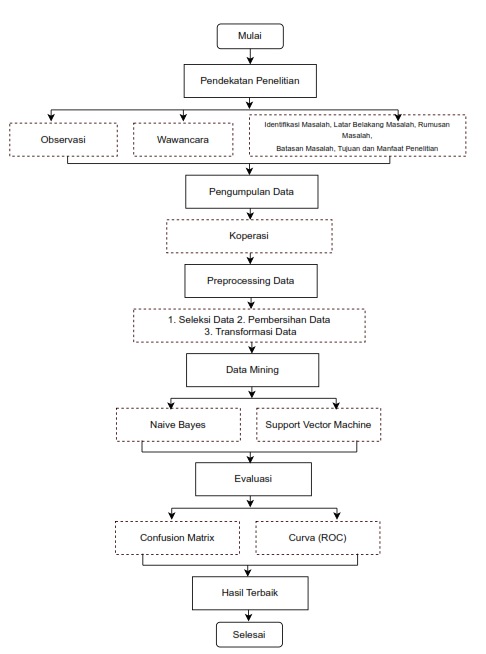 Mulai
Pendekatan Penelitian
Observasi
Wawancara
Identifikasi Masalah, Latar Belakang Masalah, Rumusan
Masalah,
Batasan Masalah, Tujuan dan Manfaat Penelitian
Pengumpulan Data
Koperasi
Preprocessing Data
1. Seleksi Data 2. Pembersihan Data
3. Transformasi Data
Data Mining
Naive Bayes
Support Vector Machine
Evaluasi
Confusion Matrix
Curva (ROC)
Hasil Terbaik
Selesai